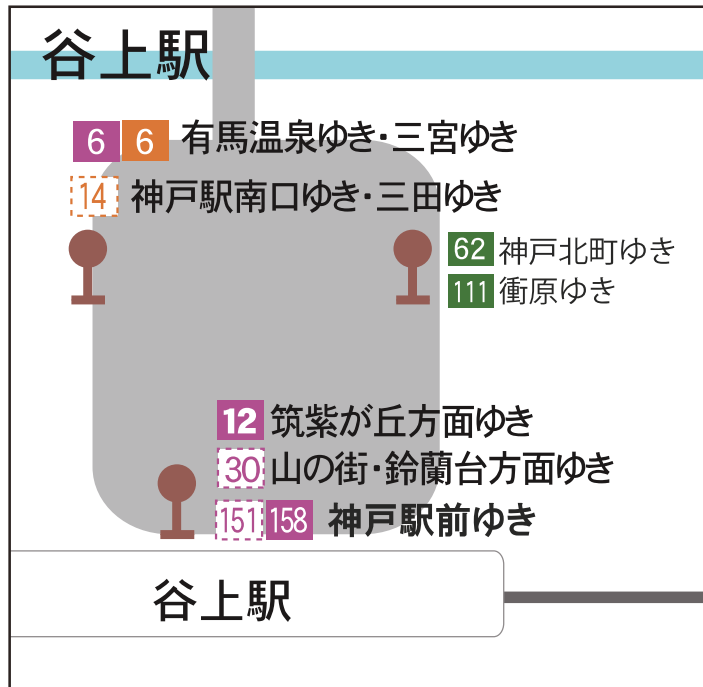 谷上駅
6 6 有馬温泉ゆき・三宮ゆき
14 神戸駅南口ゆき・三田ゆき
62 神戸北町ゆき
111 衝原ゆき
12 筑紫が丘方面ゆき
30 山の街・鈴蘭台方面ゆき
151 158 神戸駅前ゆき
谷上駅